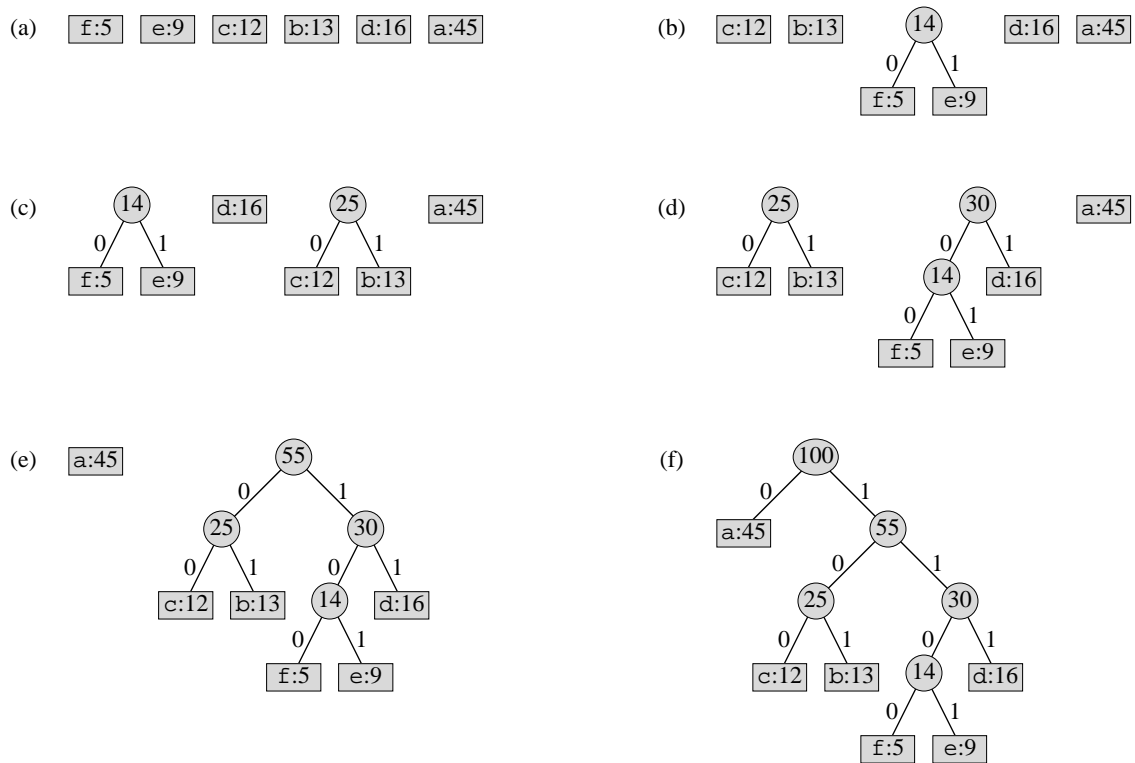 (a) f:5 e:9 c:12 b:13 d:16 a:45
(b) c:12 b:13 14 d:16 a:45
0 1
f:5 e:9
(c) 14 d:16 25 a:45
0 1 0 1
f:5 e:9 c:12 b:13
(d) 25 30 a:45
0 1 0 1
c:12 b:13 14 d:16
0 1
f:5 e:9
(e) a:45 55
0 1
25 30
0 1 0 1
c:12 b:13 14 d:16
0 1
f:5 e:9
(f) 100
0 1
a:45 55
0 1
25 30
0 1 0 1
c:12 b:13 14 d:16
0 1
f:5 e:9